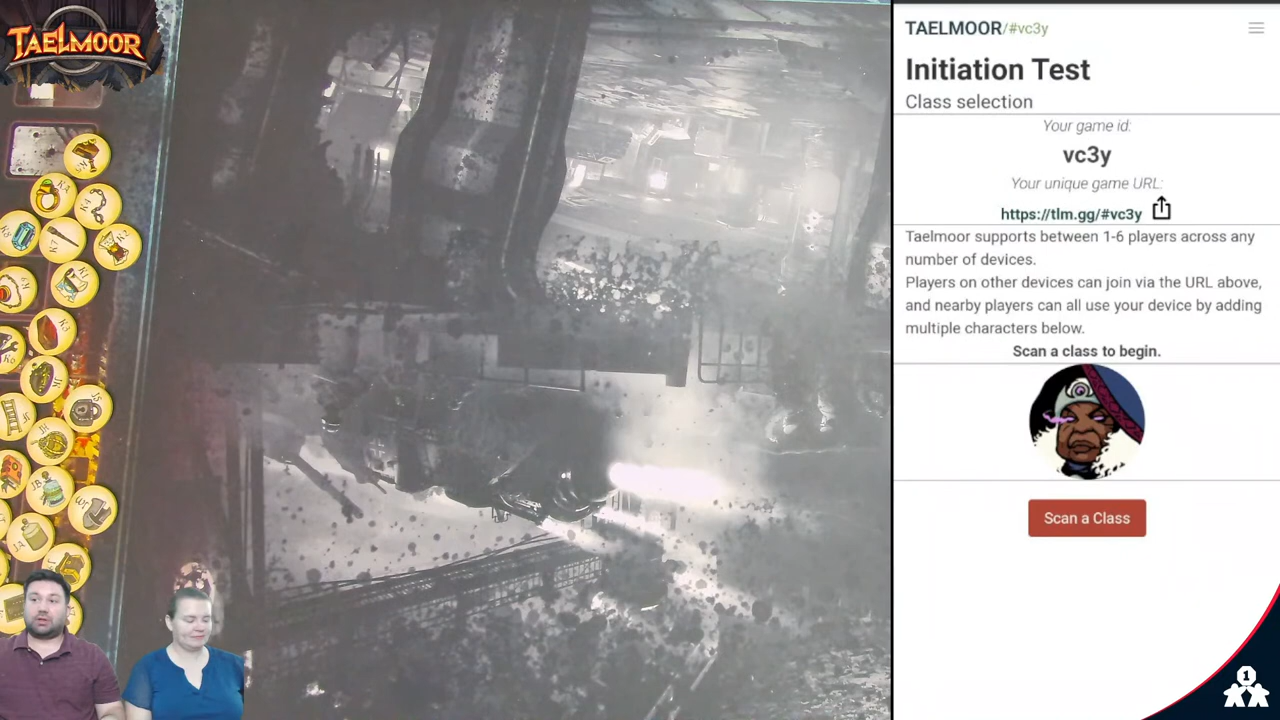 TAELMOOR
TAELMOOR/#vc3y
Initiation Test
Class selection
Your game id:
vc3y
Your unique game URL:
https://tlm.gg/#vc3y
Taelmoor supports between 1-6 players across any
number of devices.
Players on other devices can join via the URL above,
and nearby players can all use your device by adding
multiple characters below.
Scan a class to begin.
Scan a Class
1